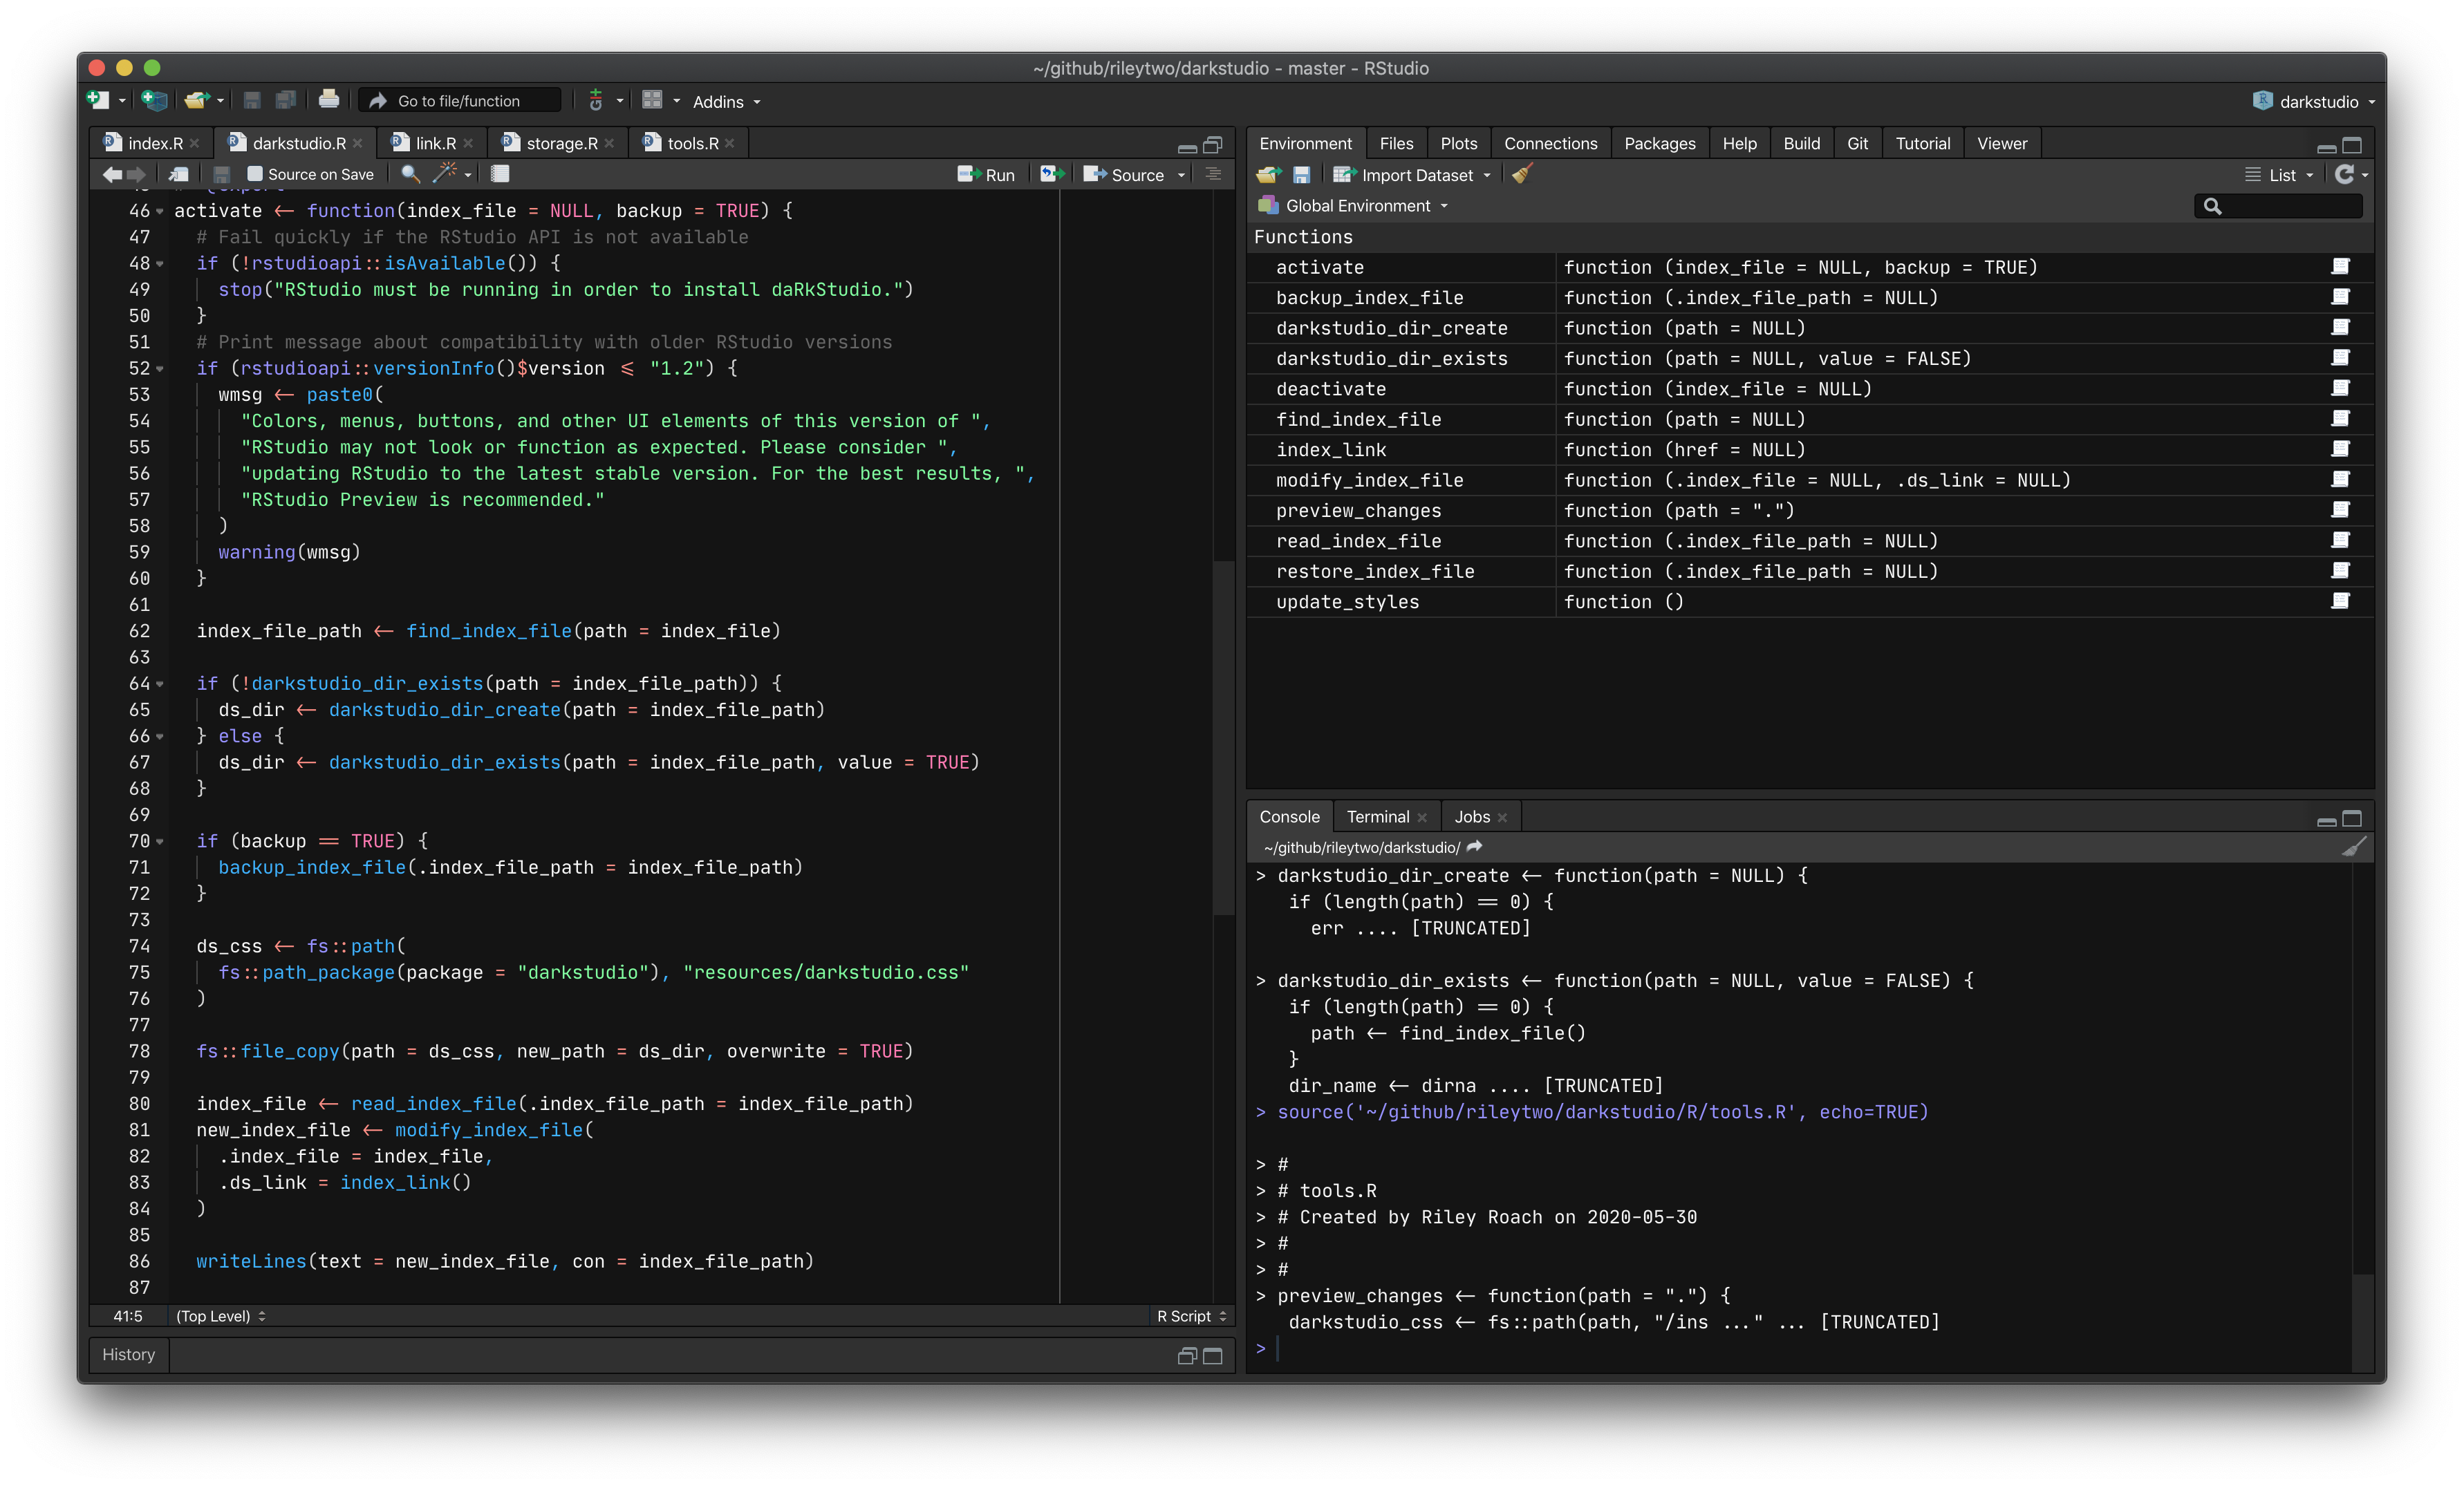 ~/github/rileytwo/darkstudio - master - RStudio
Go to file/function
Addins
darkstudio
index.R
darkstudio.R
link.R
storage.R
tools.R
Source on Save
Run
Source
46 activate <- function(index_file = NULL, backup = TRUE) {
47 # Fail quickly if the RStudio API is not available
48 if (!rstudioapi::isAvailable()) {
49 stop("RStudio must be running in order to install daRkStudio.")
50 }
51 # Print message about compatibility with older RStudio versions
52 if (rstudioapi::versionInfo()$version <= "1.2") {
53 wmsg <- paste0(
54 "Colors, menus, buttons, and other UI elements of this version of ",
55 "RStudio may not look or function as expected. Please consider ",
56 "updating RStudio to the latest stable version. For the best results, ",
57 "RStudio Preview is recommended."
58 )
59 warning(wmsg)
60 }
61
62 index_file_path <- find_index_file(path = index_file)
63
64 if (!darkstudio_dir_exists(path = index_file_path)) {
65 ds_dir <- darkstudio_dir_create(path = index_file_path)
66 } else {
67 ds_dir <- darkstudio_dir_exists(path = index_file_path, value = TRUE)
68 }
69
70 if (backup == TRUE) {
71 backup_index_file(.index_file_path = index_file_path)
72 }
73
74 ds_css <- fs::path(
75 fs::path_package(package = "darkstudio"), "resources/darkstudio.css"
76 )
77
78 fs::file_copy(path = ds_css, new_path = ds_dir, overwrite = TRUE)
79
80 index_file <- read_index_file(.index_file_path = index_file_path)
81 new_index_file <- modify_index_file(
82 .index_file = index_file,
83 .ds_link = index_link()
84 )
85
86 writeLines(text = new_index_file, con = index_file_path)
87
41:5 (Top Level) R Script
History
Environment Files Plots Connections Packages Help Build Git Tutorial Viewer
Import Dataset
List
Global Environment
Functions
activate function (index_file = NULL, backup = TRUE)
backup_index_file function (.index_file_path = NULL)
darkstudio_dir_create function (path = NULL)
darkstudio_dir_exists function (path = NULL, value = FALSE)
deactivate function (index_file = NULL)
find_index_file function (path = NULL)
index_link function (href = NULL)
modify_index_file function (.index_file = NULL, .ds_link = NULL)
preview_changes function (path = ".")
read_index_file function (.index_file_path = NULL)
restore_index_file function (.index_file_path = NULL)
update_styles function ()
Console Terminal Jobs
~/github/rileytwo/darkstudio/
> darkstudio_dir_create <- function(path = NULL) {
if (length(path) == 0) {
err .... [TRUNCATED]
> darkstudio_dir_exists <- function(path = NULL, value = FALSE) {
if (length(path) == 0) {
path <- find_index_file()
}
dir_name <- dirna .... [TRUNCATED]
> source('~/github/rileytwo/darkstudio/R/tools.R', echo=TRUE)
> #
> # tools.R
> # Created by Riley Roach on 2020-05-30
> #
> #
> preview_changes <- function(path = ".") {
darkstudio_css <- fs::path(path, "/ins ..." ... [TRUNCATED]
>